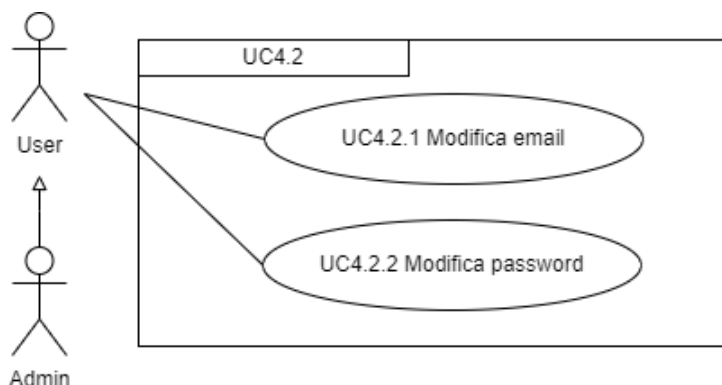 UC4.2
User
UC4.2.1 Modifica email
UC4.2.2 Modifica password
Admin